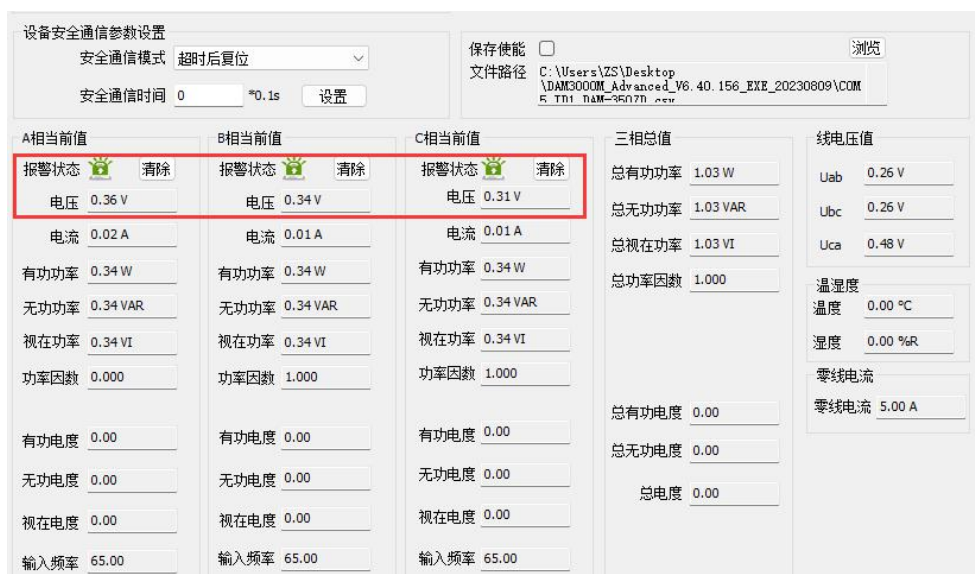 设备安全通信参数设置
安全通信模式 超时后复位
安全通信时间 0 *0.1s 设置
保存使能 浏览
文件路径 C:\Users\ZS\Desktop
\DAM3000M_Advanced_V6.40.156_EXE_20230809\COM
5_ID1_DAM-3507D.csv
A相当前值
报警状态 清除
电压 0.36 V
电流 0.02 A
有功功率 0.34 W
无功功率 0.34 VAR
视在功率 0.34 VI
功率因数 0.000
有功电度 0.00
无功电度 0.00
视在电度 0.00
输入频率 65.00
B相当前值
报警状态 清除
电压 0.34 V
电流 0.01 A
有功功率 0.34 W
无功功率 0.34 VAR
视在功率 0.34 VI
功率因数 1.000
有功电度 0.00
无功电度 0.00
视在电度 0.00
输入频率 65.00
C相当前值
报警状态 清除
电压 0.31 V
电流 0.01 A
有功功率 0.34 W
无功功率 0.34 VAR
视在功率 0.34 VI
功率因数 1.000
有功电度 0.00
无功电度 0.00
视在电度 0.00
输入频率 65.00
三相总值
总有功功率 1.03 W
总无功功率 1.03 VAR
总视在功率 1.03 VI
总功率因数 1.000
总有功电度 0.00
总无功电度 0.00
总电度 0.00
线电压值
Uab 0.26 V
Ubc 0.26 V
Uca 0.48 V
温湿度
温度 0.00 ℃
湿度 0.00 %R
零线电流
零线电流 5.00 A